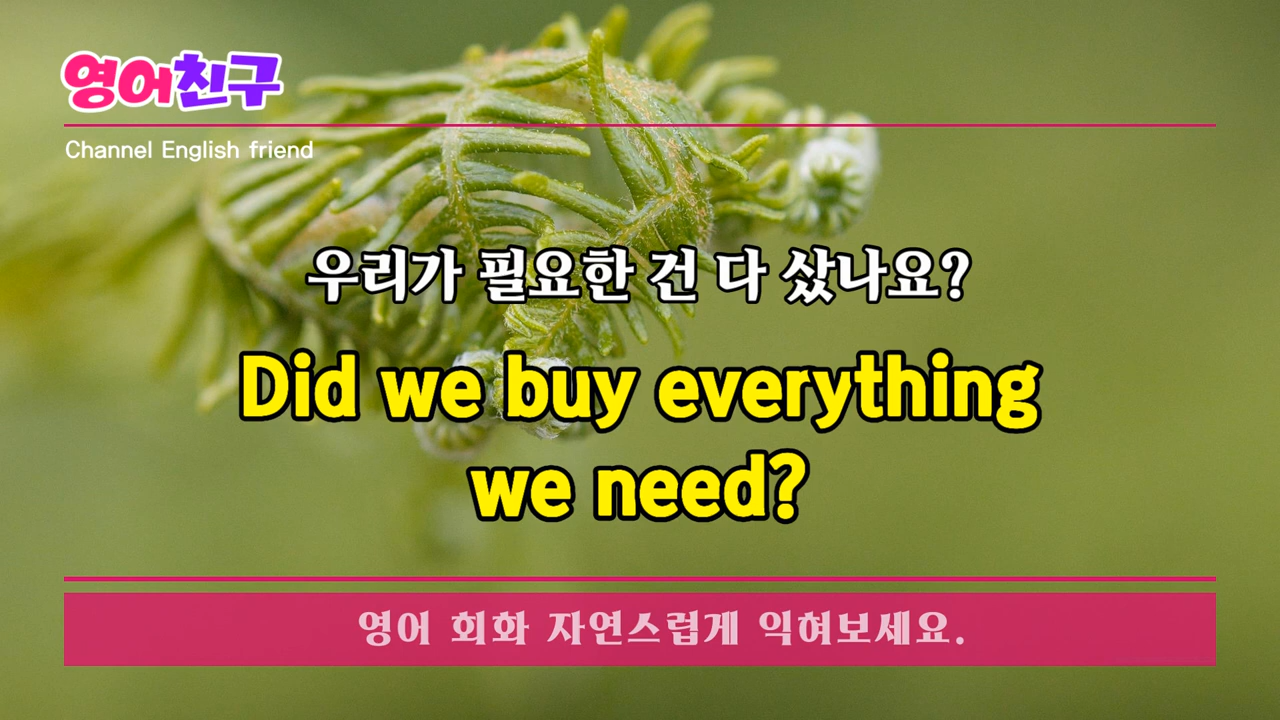 영어친구
Channel English friend
우리가 필요한 건 다 샀나요?
Did we buy everything
we need?
영어 회화 자연스럽게 익혀보세요.